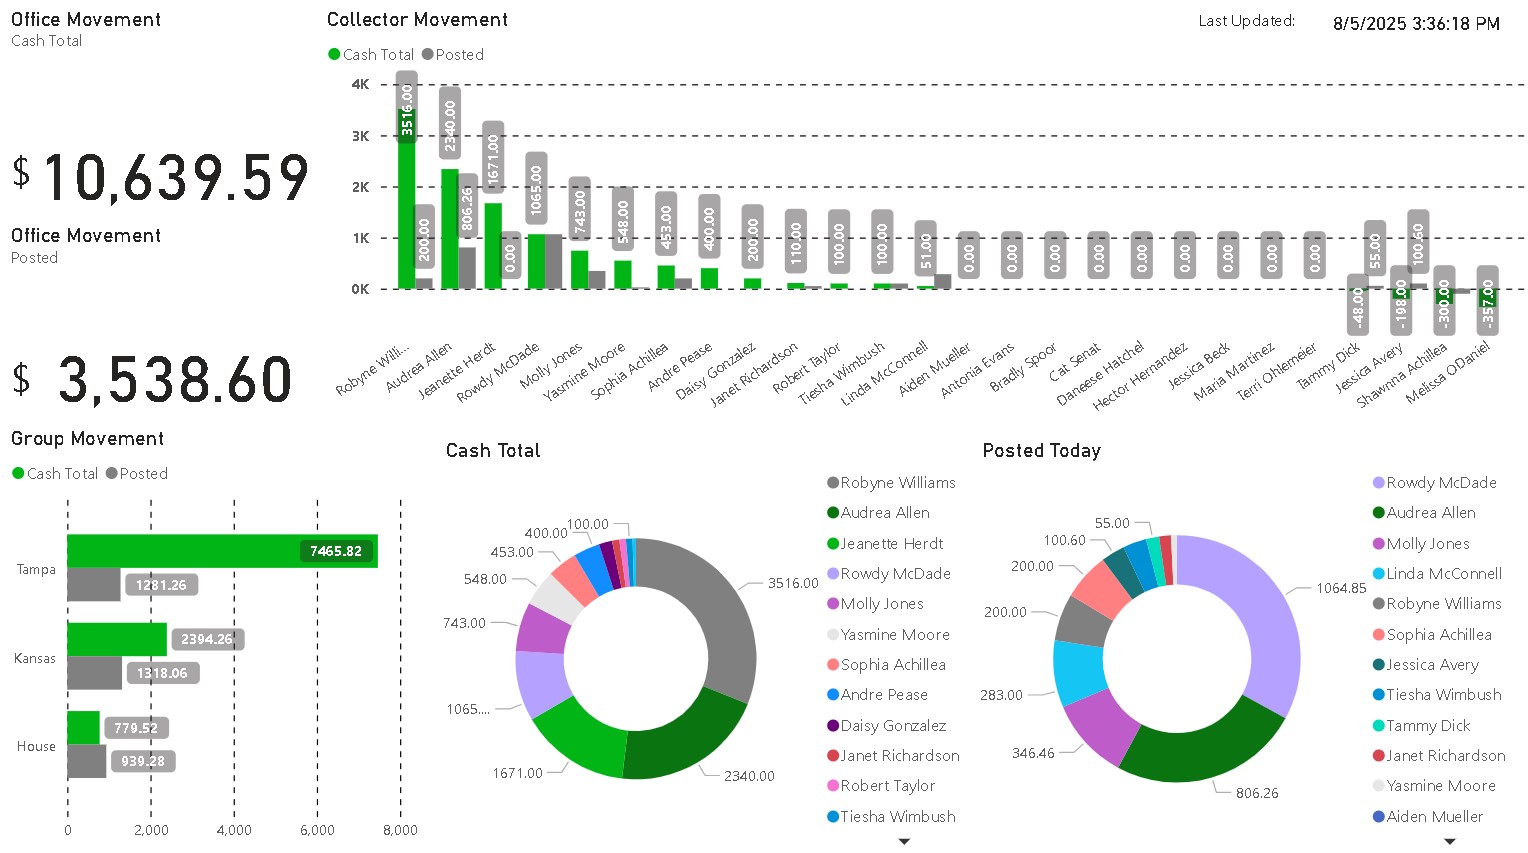 Office Movement
Cash Total
$ 10,639.59
Office Movement
Posted
$ 3,538.60
Collector Movement
Cash Total Posted
Last Updated: 8/5/2025 3:36:18 PM
4K
3K
2K
1K
0K
3516.00
200.00
2340.00
806.26
1671.00
0.00
1065.00
743.00
548.00
453.00
400.00
200.00
110.00
100.00
100.00
51.00
0.00
0.00
0.00
0.00
0.00
0.00
0.00
0.00
0.00
-48.00
55.00
-198.00
100.60
-300.00
-357.00
Robyne Willi...
Audrea Allen
Jeanette Herdt
Rowdy McDade
Molly Jones
Yasmine Moore
Sophia Achillea
Andre Pease
Daisy Gonzalez
Janet Richardson
Robert Taylor
Tiesha Wimbush
Linda McConnell
Aiden Mueller
Antonia Evans
Bradly Spoor
Cat Senat
Daneese Hatchel
Hector Hernandez
Jessica Beck
Maria Martinez
Terri Ohlemeier
Tammy Dick
Jessica Avery
Shawnna Achillea
Melissa ODaniel
Group Movement
Cash Total Posted
Tampa
7465.82
1281.26
Kansas
2394.26
1318.06
House
779.52
939.28
0 2,000 4,000 6,000 8,000
Cash Total
3516.00
2340.00
1671.00
1065....
743.00
548.00
453.00
400.00
100.00
Robyne Williams
Audrea Allen
Jeanette Herdt
Rowdy McDade
Molly Jones
Yasmine Moore
Sophia Achillea
Andre Pease
Daisy Gonzalez
Janet Richardson
Robert Taylor
Tiesha Wimbush
Posted Today
1064.85
806.26
346.46
283.00
200.00
200.00
100.60
55.00
Rowdy McDade
Audrea Allen
Molly Jones
Linda McConnell
Robyne Williams
Sophia Achillea
Jessica Avery
Tiesha Wimbush
Tammy Dick
Janet Richardson
Yasmine Moore
Aiden Mueller